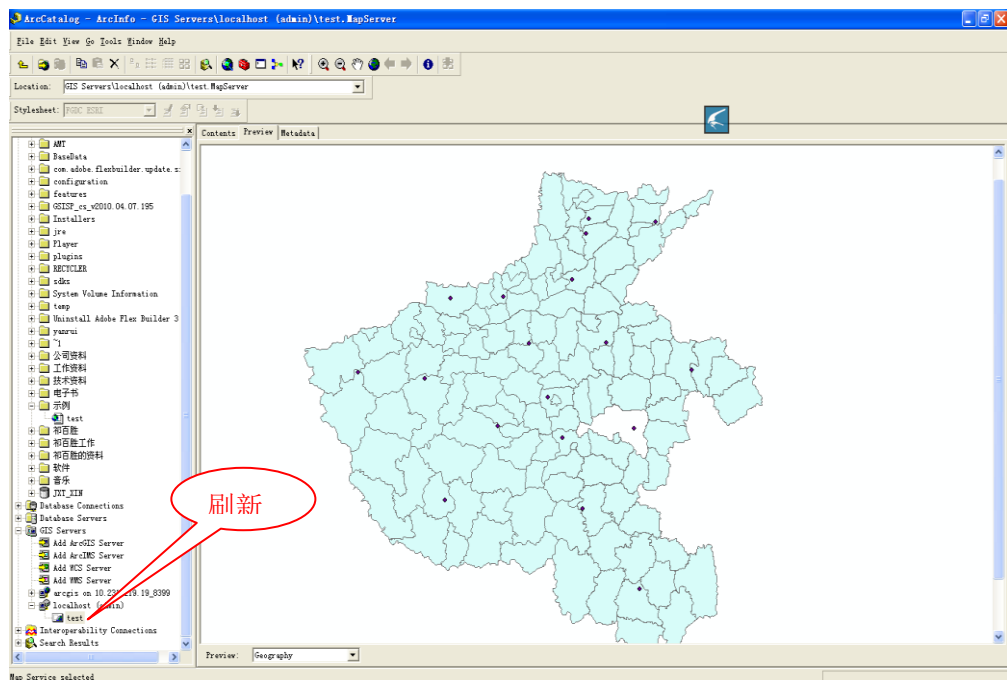 ArcCatalog - ArcInfo - GIS Servers\localhost (admin)\test.MapServer
File Edit View Go Tools Window Help
Location: GIS Servers\localhost (admin)\test.MapServer
Stylesheet: FGDC ESRI
Contents Preview Metadata
AMT
BaseData
com.adobe.flexbuilder.update.s
configuration
features
GSISP_cs_v2010.04.07.195
Installers
jre
Player
plugins
RECYCLER
sdks
System Volume Information
temp
Uninstall Adobe Flex Builder 3
yanrui
~1
公司资料
工作资料
技术资料
电子书
示例
test
祁百胜
祁百胜工作
祁百胜的资料
软件
音乐
JXT_XIN
刷新
Database Connections
Database Servers
GIS Servers
Add ArcGIS Server
Add ArcIMS Server
Add WCS Server
Add WMS Server
localhost (admin)
test
Interoperability Connections
Search Results
Preview: Geography
Map Service selected